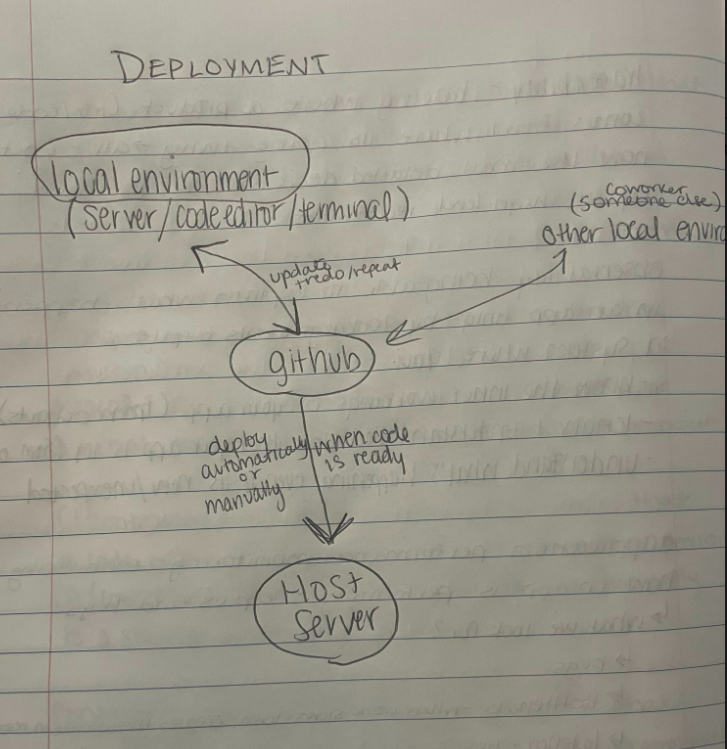 DEPLOYMENT
local environment
(server/code editor/terminal)
coworker
(someone else)
other local enviro
update
+redo/repeat
github
deploy
automatically
or
manually
when code
is ready
Host
Server